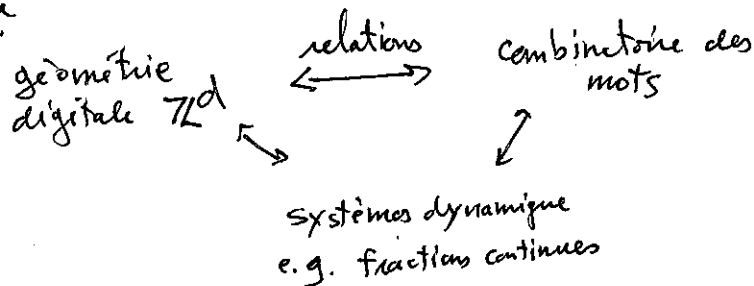 relations
géométrie
digitale ℤ^d
combinatoire des
mots
systèmes dynamique
e.g. fractions continues